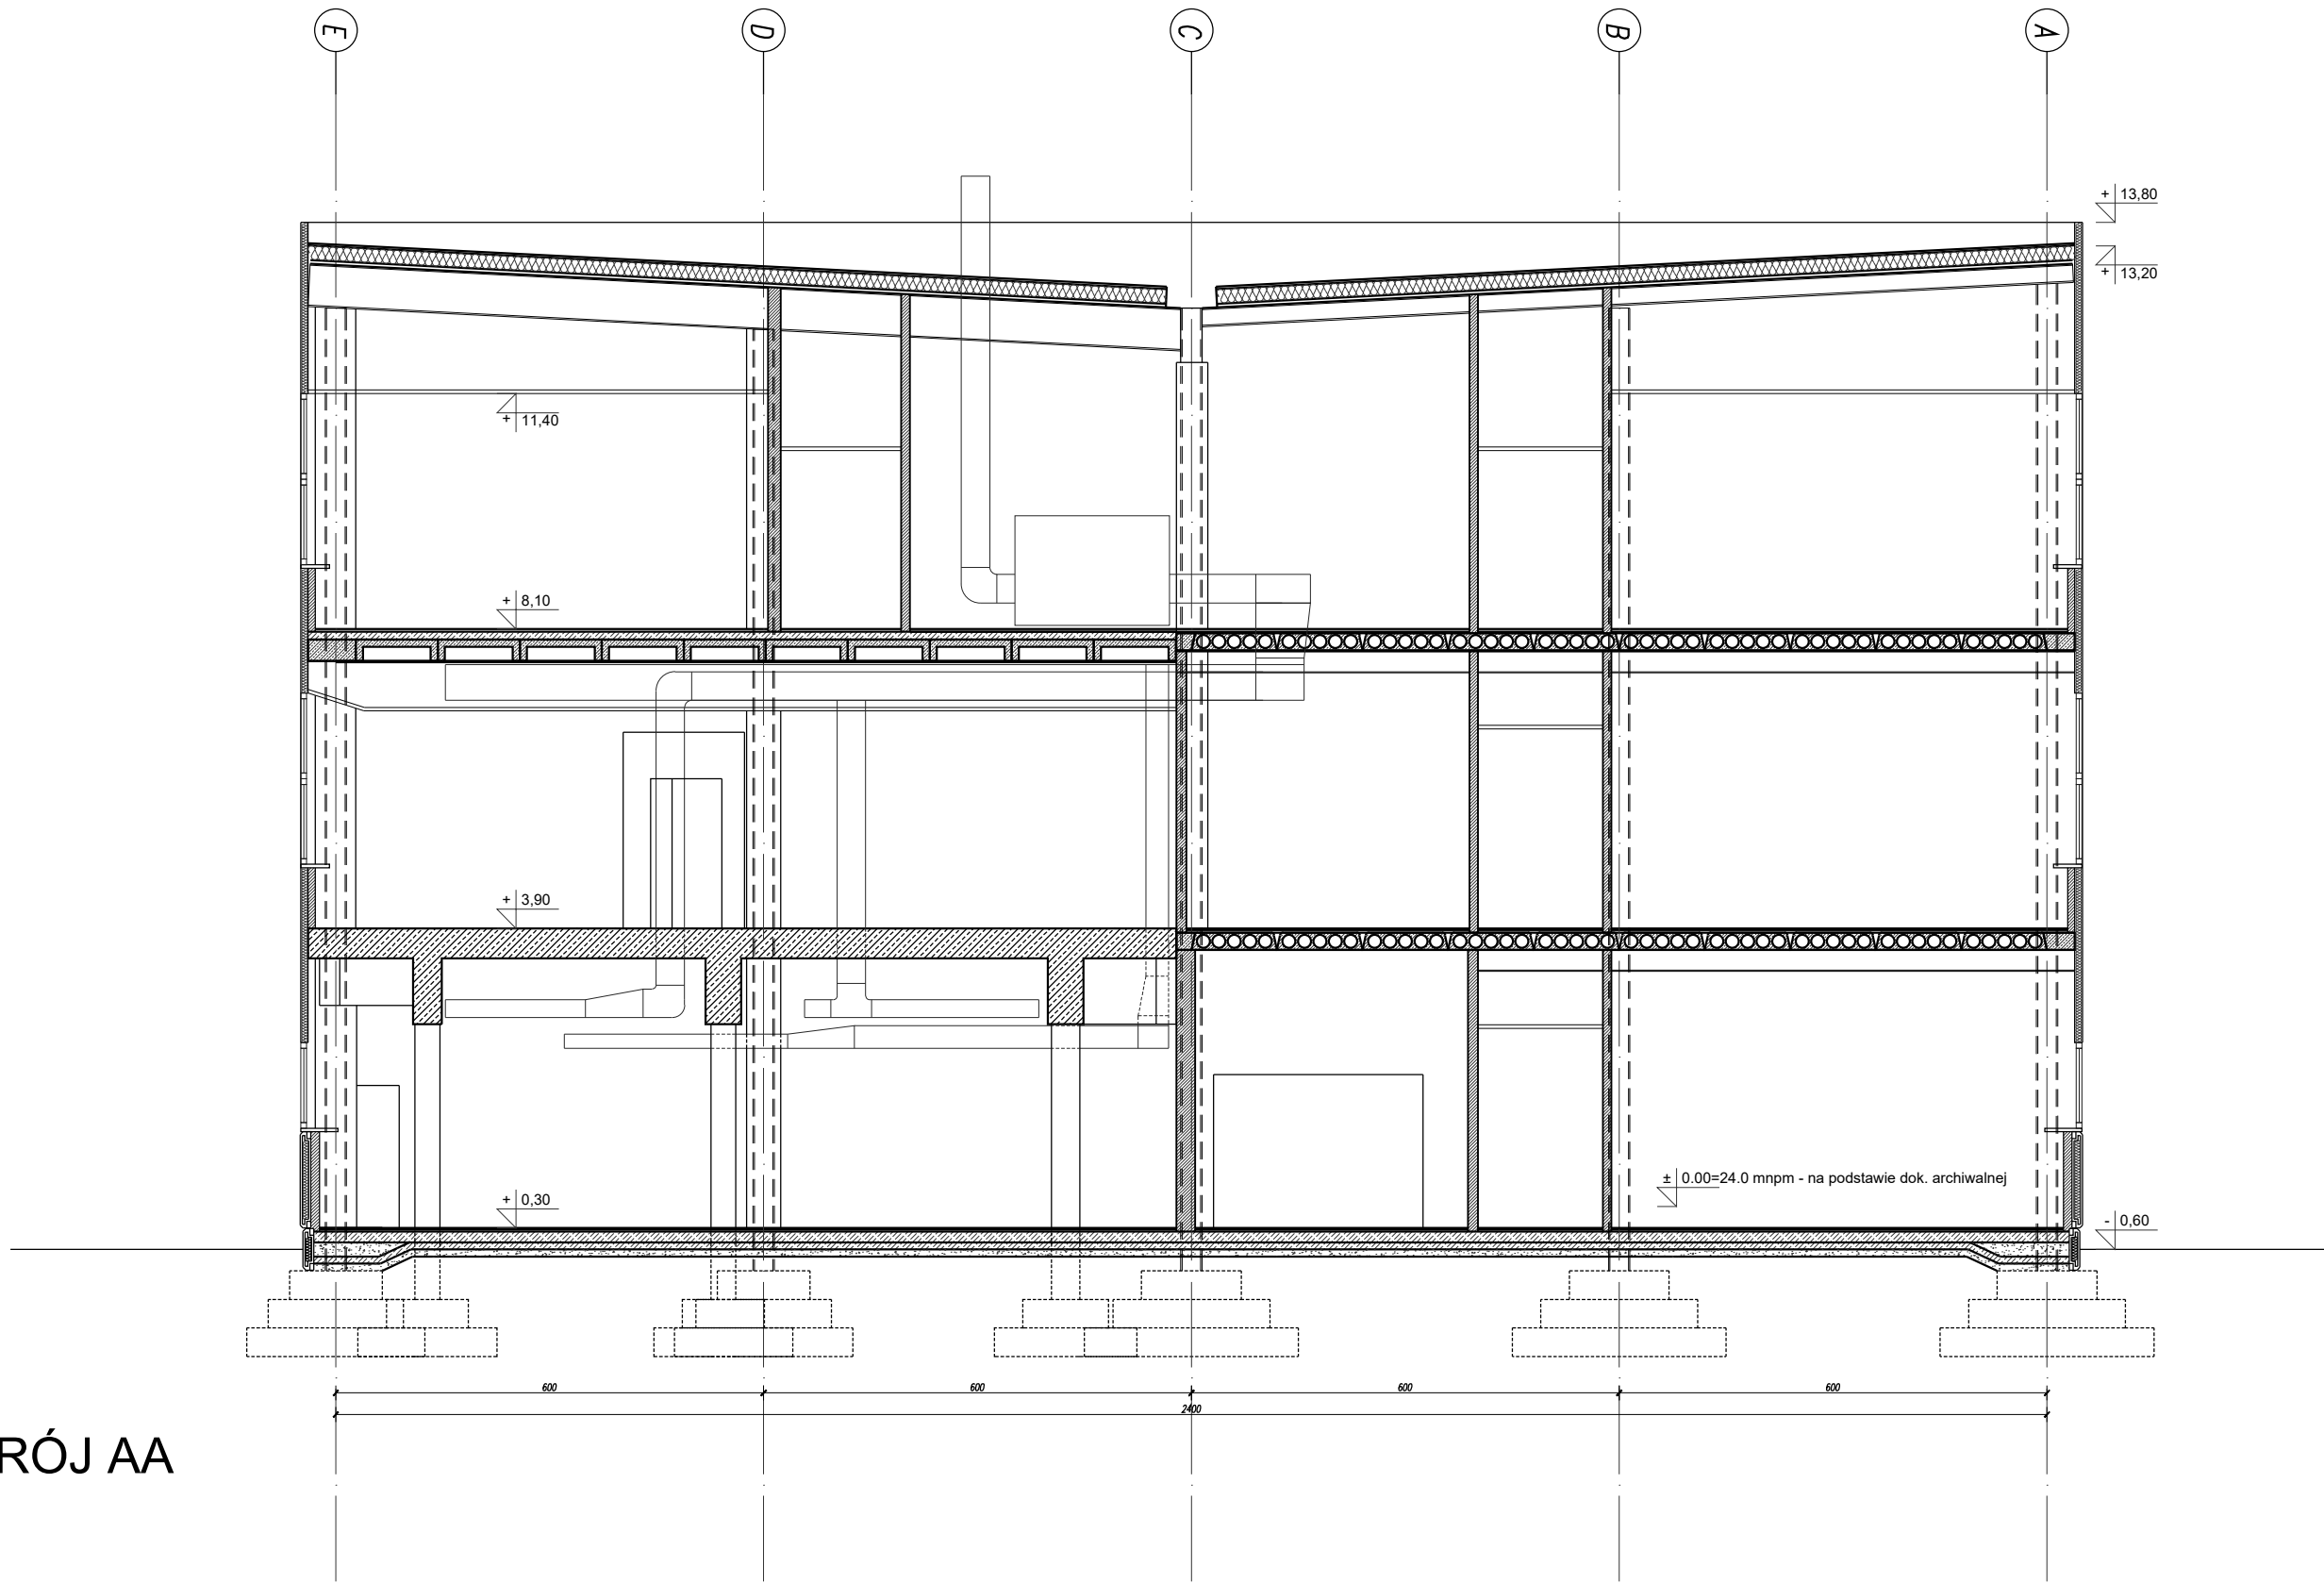 E D C B A
+ 13,80
+ 13,20
+ 11,40
+ 8,10
+ 3,90
± 0.00=24.0 mnpm - na podstawie dok. archiwalnej
+ 0,30
- 0,60
600 600 600 600
2400
RÓJ AA